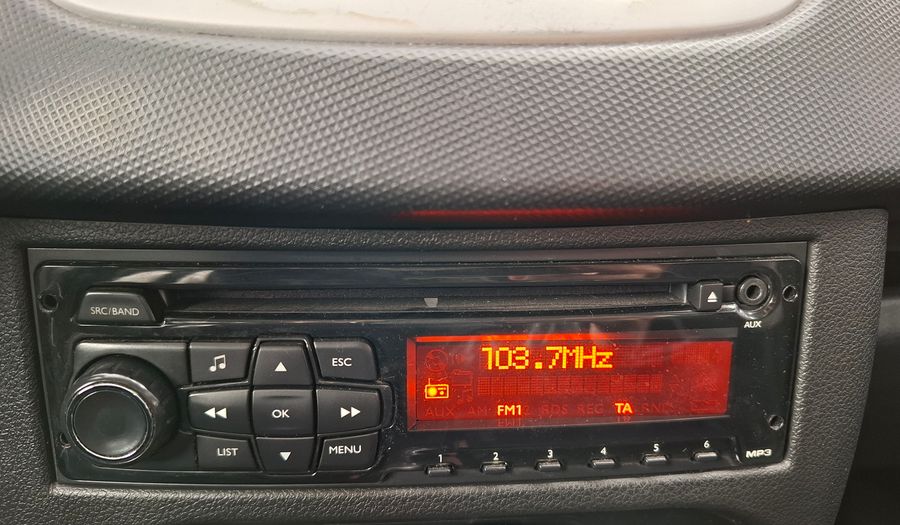 SRC/BAND
AUX
ESC
OK
LIST
MENU
103.7MHz
AUX AM FM1 RDS REG TA
1 2 3 4 5 6
MP3